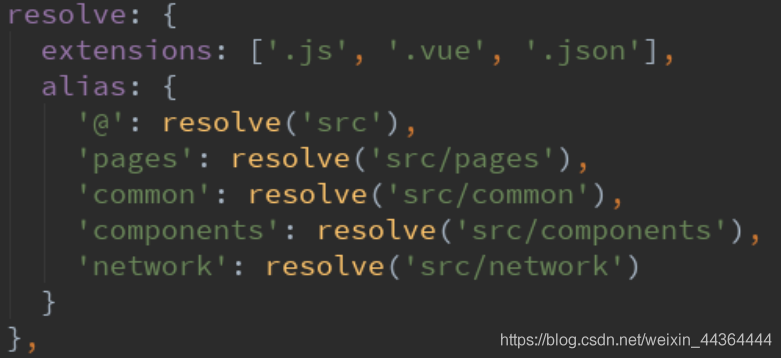 resolve: {
  extensions: ['.js', '.vue', '.json'],
  alias: {
    '@': resolve('src'),
    'pages': resolve('src/pages'),
    'common': resolve('src/common'),
    'components': resolve('src/components'),
    'network': resolve('src/network')
  }
},
https://blog.csdn.net/weixin_44364444